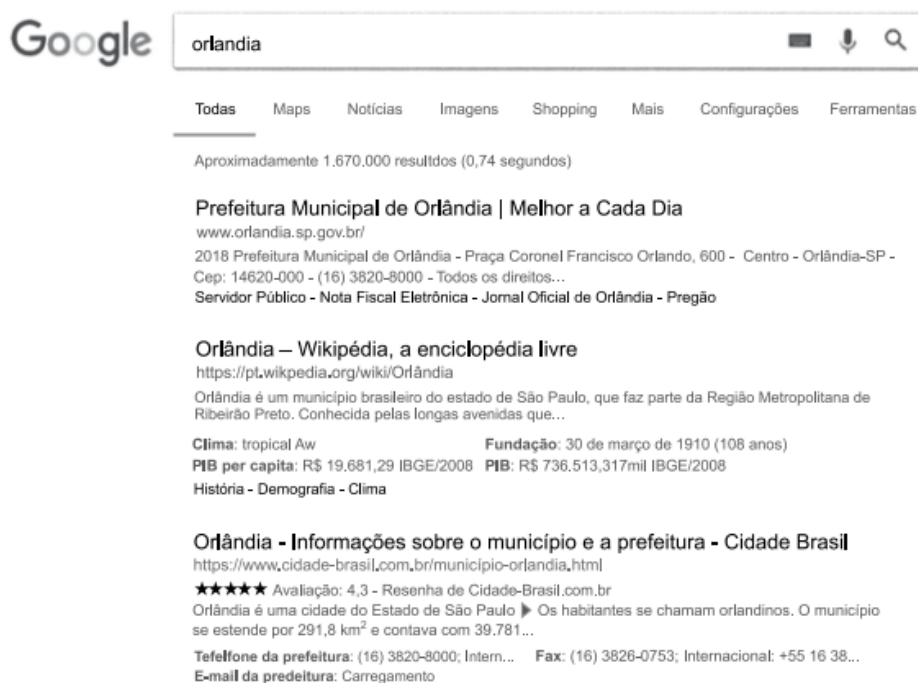 Google
orlandia
Todas Maps Notícias Imagens Shopping Mais Configurações Ferramentas
Aproximadamente 1.670.000 resultdos (0,74 segundos)
Prefeitura Municipal de Orlândia | Melhor a Cada Dia
www.orlandia.sp.gov.br/
2018 Prefeitura Municipal de Orlândia - Praça Coronel Francisco Orlando, 600 - Centro - Orlândia-SP -
Cep: 14620-000 - (16) 3820-8000 - Todos os direitos...
Servidor Público - Nota Fiscal Eletrônica - Jornal Oficial de Orlândia - Pregão
Orlândia – Wikipédia, a enciclopédia livre
https://pt.wikpedia.org/wiki/Orlândia
Orlândia é um município brasileiro do estado de São Paulo, que faz parte da Região Metropolitana de
Ribeirão Preto. Conhecida pelas longas avenidas que...
Clima: tropical Aw Fundação: 30 de março de 1910 (108 anos)
PIB per capita: R$ 19.681,29 IBGE/2008 PIB: R$ 736.513,317mil IBGE/2008
História - Demografia - Clima
Orlândia - Informações sobre o município e a prefeitura - Cidade Brasil
https://www.cidade-brasil.com.br/município-orlandia.html
★★★★★ Avaliação: 4,3 - Resenha de Cidade-Brasil.com.br
Orlândia é uma cidade do Estado de São Paulo ▶ Os habitantes se chamam orlandinos. O município
se estende por 291,8 km² e contava com 39.781...
Tefelfone da prefeitura: (16) 3820-8000; Intern... Fax: (16) 3826-0753; Internacional: +55 16 38...
E-mail da predeitura: Carregamento